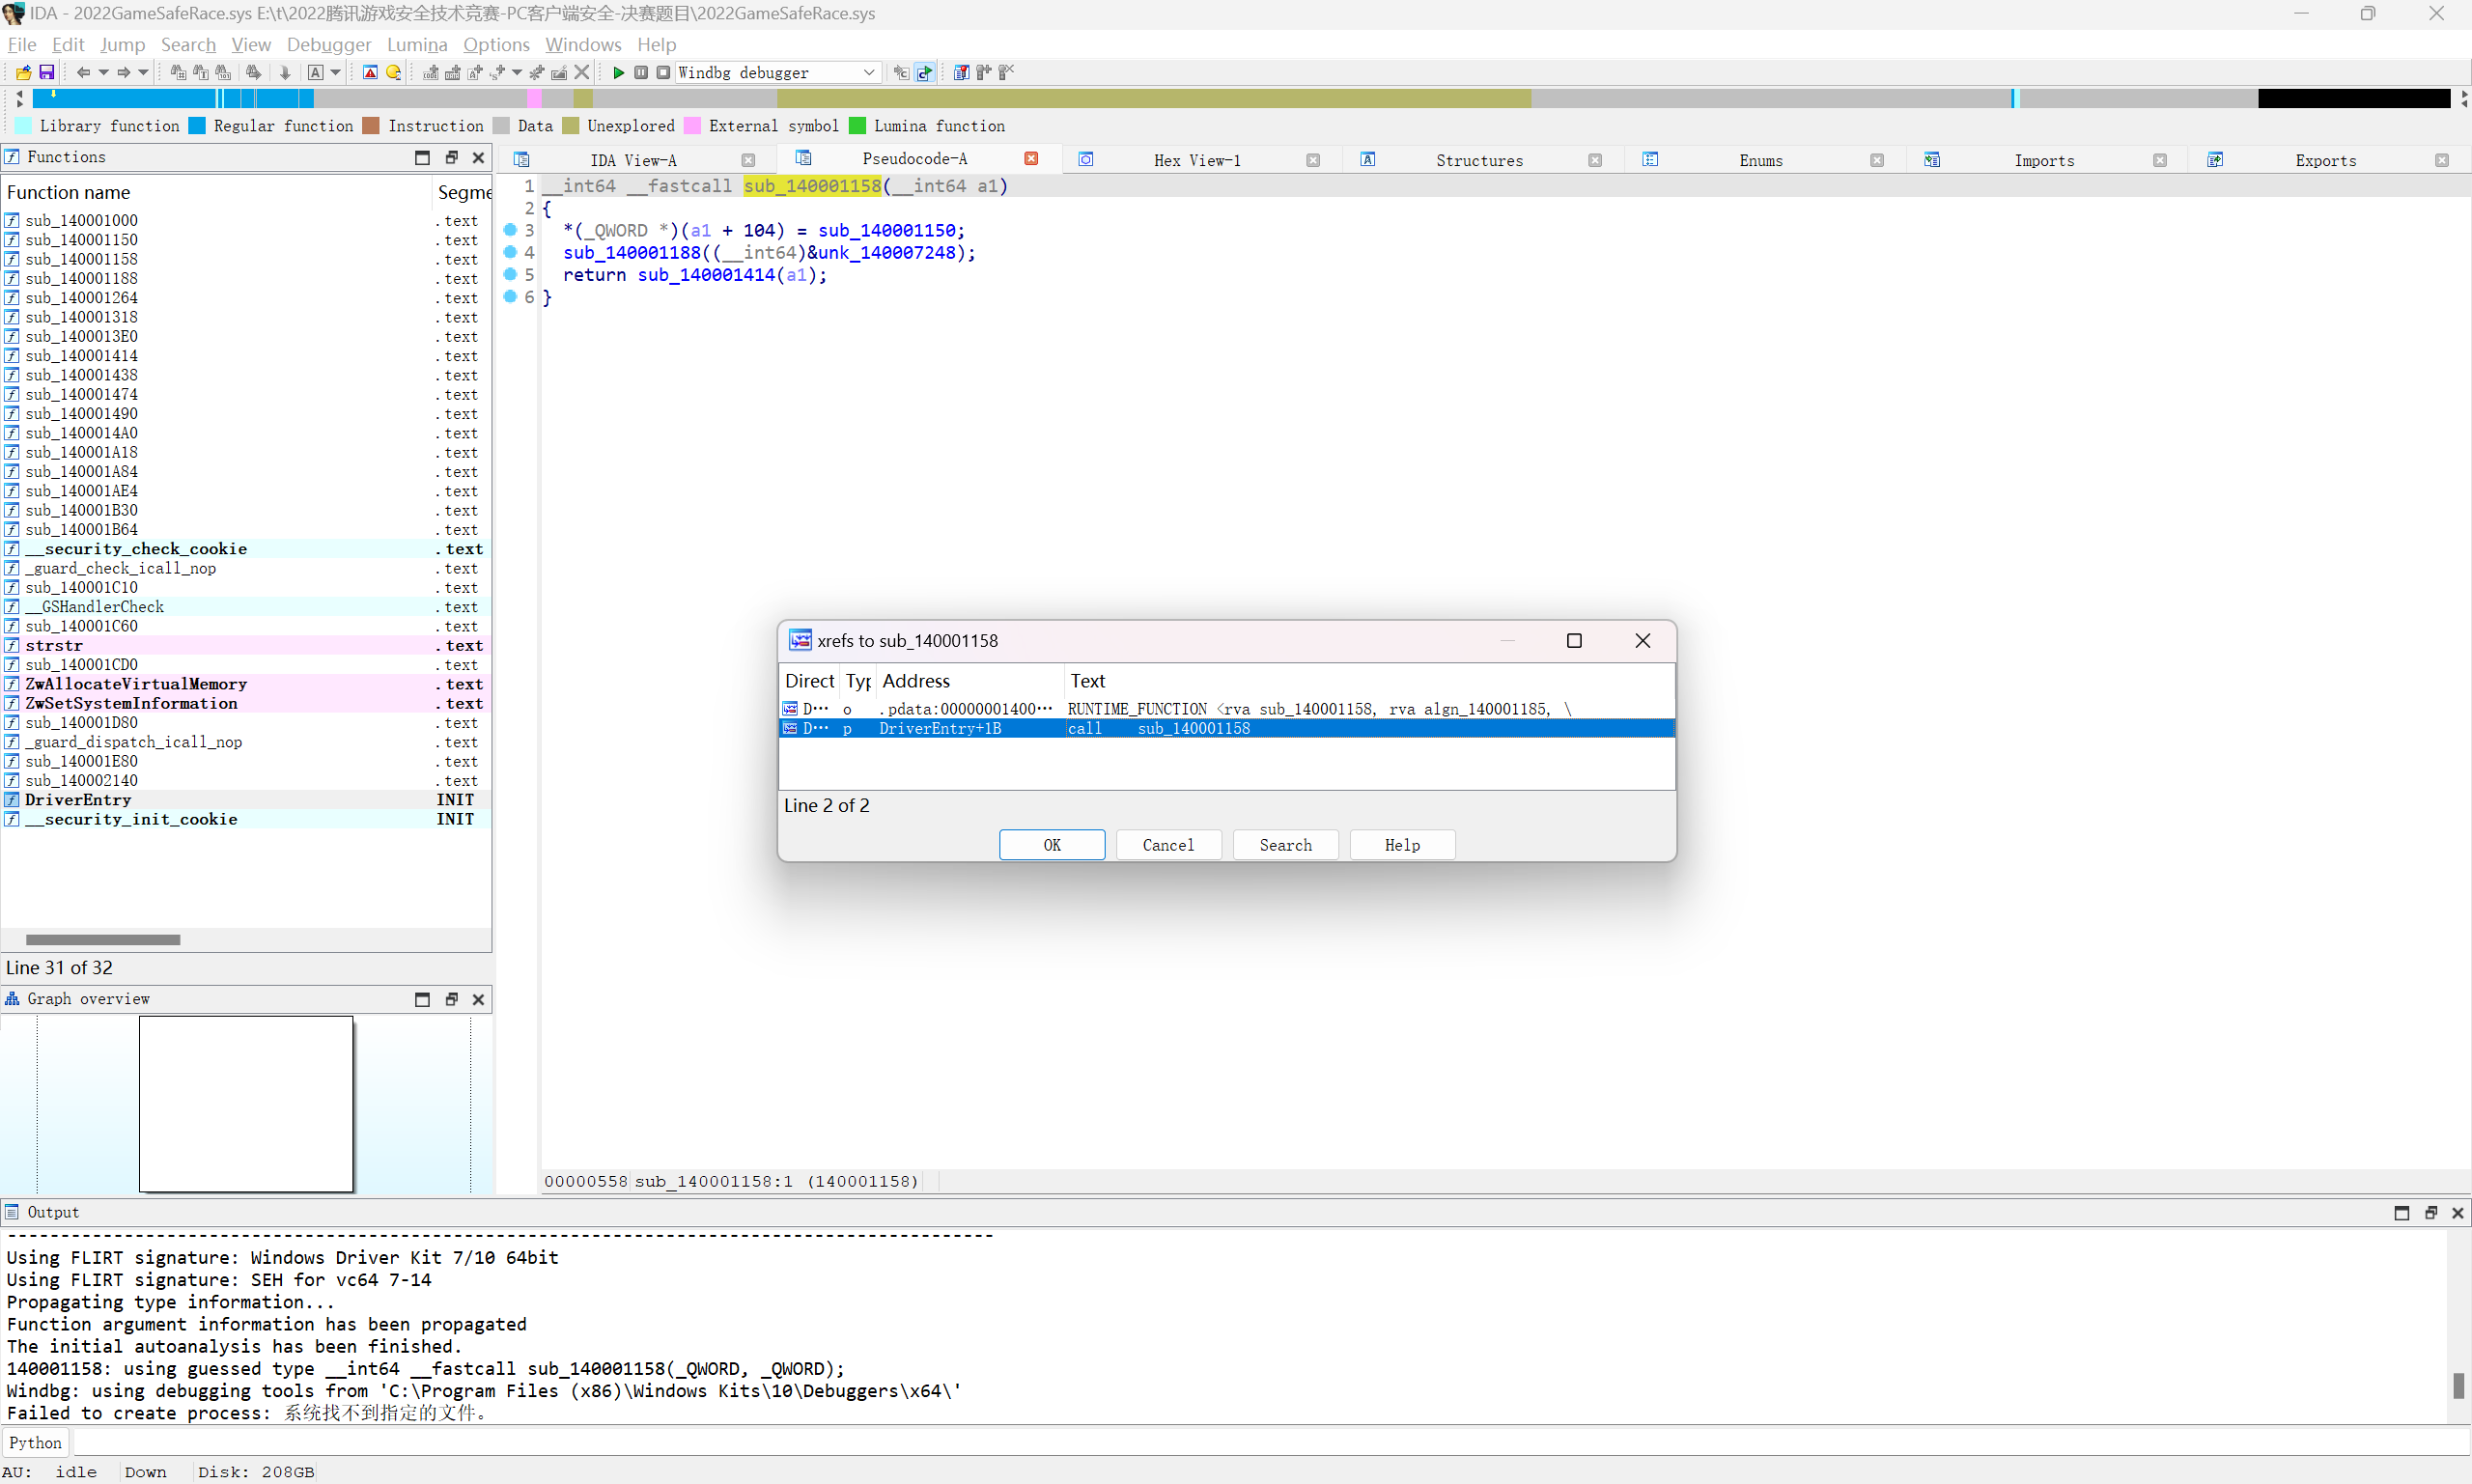 IDA - 2022GameSafeRace.sys E:\t\2022腾讯游戏安全技术竞赛-PC客户端安全-决赛题目\2022GameSafeRace.sys
File Edit Jump Search View Debugger Lumina Options Windows Help
Windbg debugger
Library function Regular function Instruction Data Unexplored External symbol Lumina function
Functions
Function name Segme
sub_140001000 .text
sub_140001150 .text
sub_140001158 .text
sub_140001188 .text
sub_140001264 .text
sub_140001318 .text
sub_1400013E0 .text
sub_140001414 .text
sub_140001438 .text
sub_140001474 .text
sub_140001490 .text
sub_1400014A0 .text
sub_140001A18 .text
sub_140001A84 .text
sub_140001AE4 .text
sub_140001B30 .text
sub_140001B64 .text
__security_check_cookie .text
_guard_check_icall_nop .text
sub_140001C10 .text
__GSHandlerCheck .text
sub_140001C60 .text
strstr .text
sub_140001CD0 .text
ZwAllocateVirtualMemory .text
ZwSetSystemInformation .text
sub_140001D80 .text
_guard_dispatch_icall_nop .text
sub_140001E80 .text
sub_140002140 .text
DriverEntry INIT
__security_init_cookie INIT
Line 31 of 32
Graph overview
IDA View-A Pseudocode-A Hex View-1 Structures Enums Imports Exports
1 __int64 __fastcall sub_140001158(__int64 a1)
2 {
3 *(_QWORD *)(a1 + 104) = sub_140001150;
4 sub_140001188((__int64)&unk_140007248);
5 return sub_140001414(a1);
6 }
xrefs to sub_140001158
Direct Typ Address Text
D… o .pdata:00000001400… RUNTIME_FUNCTION <rva sub_140001158, rva algn_140001185, \
D… p DriverEntry+1B call sub_140001158
Line 2 of 2
OK Cancel Search Help
00000558 sub_140001158:1 (140001158)
Output
---------------------------------------------------------------------------------------------
Using FLIRT signature: Windows Driver Kit 7/10 64bit
Using FLIRT signature: SEH for vc64 7-14
Propagating type information...
Function argument information has been propagated
The initial autoanalysis has been finished.
140001158: using guessed type __int64 __fastcall sub_140001158(_QWORD, _QWORD);
Windbg: using debugging tools from 'C:\Program Files (x86)\Windows Kits\10\Debuggers\x64\'
Failed to create process: 系统找不到指定的文件。
Python
AU: idle Down Disk: 208GB